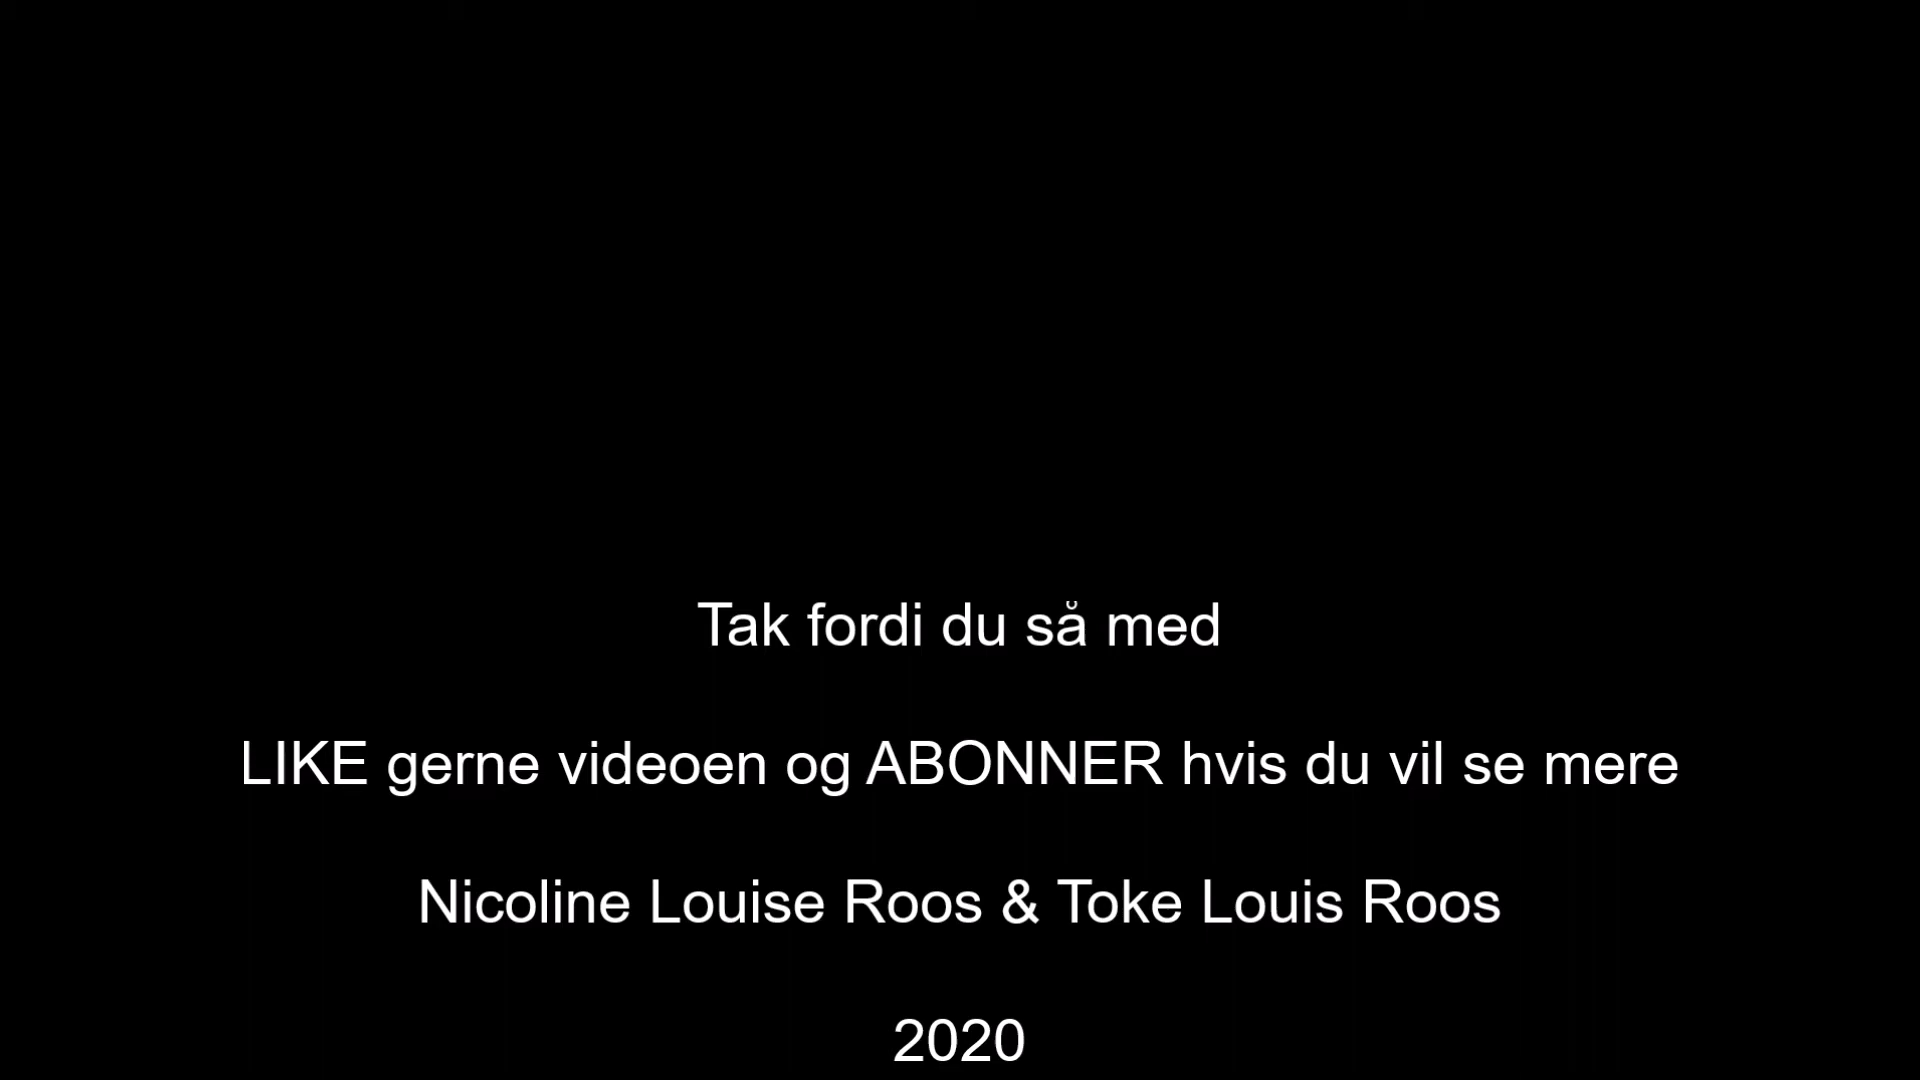 Tak fordi du så med
LIKE gerne videoen og ABONNER hvis du vil se mere
Nicoline Louise Roos & Toke Louis Roos
2020